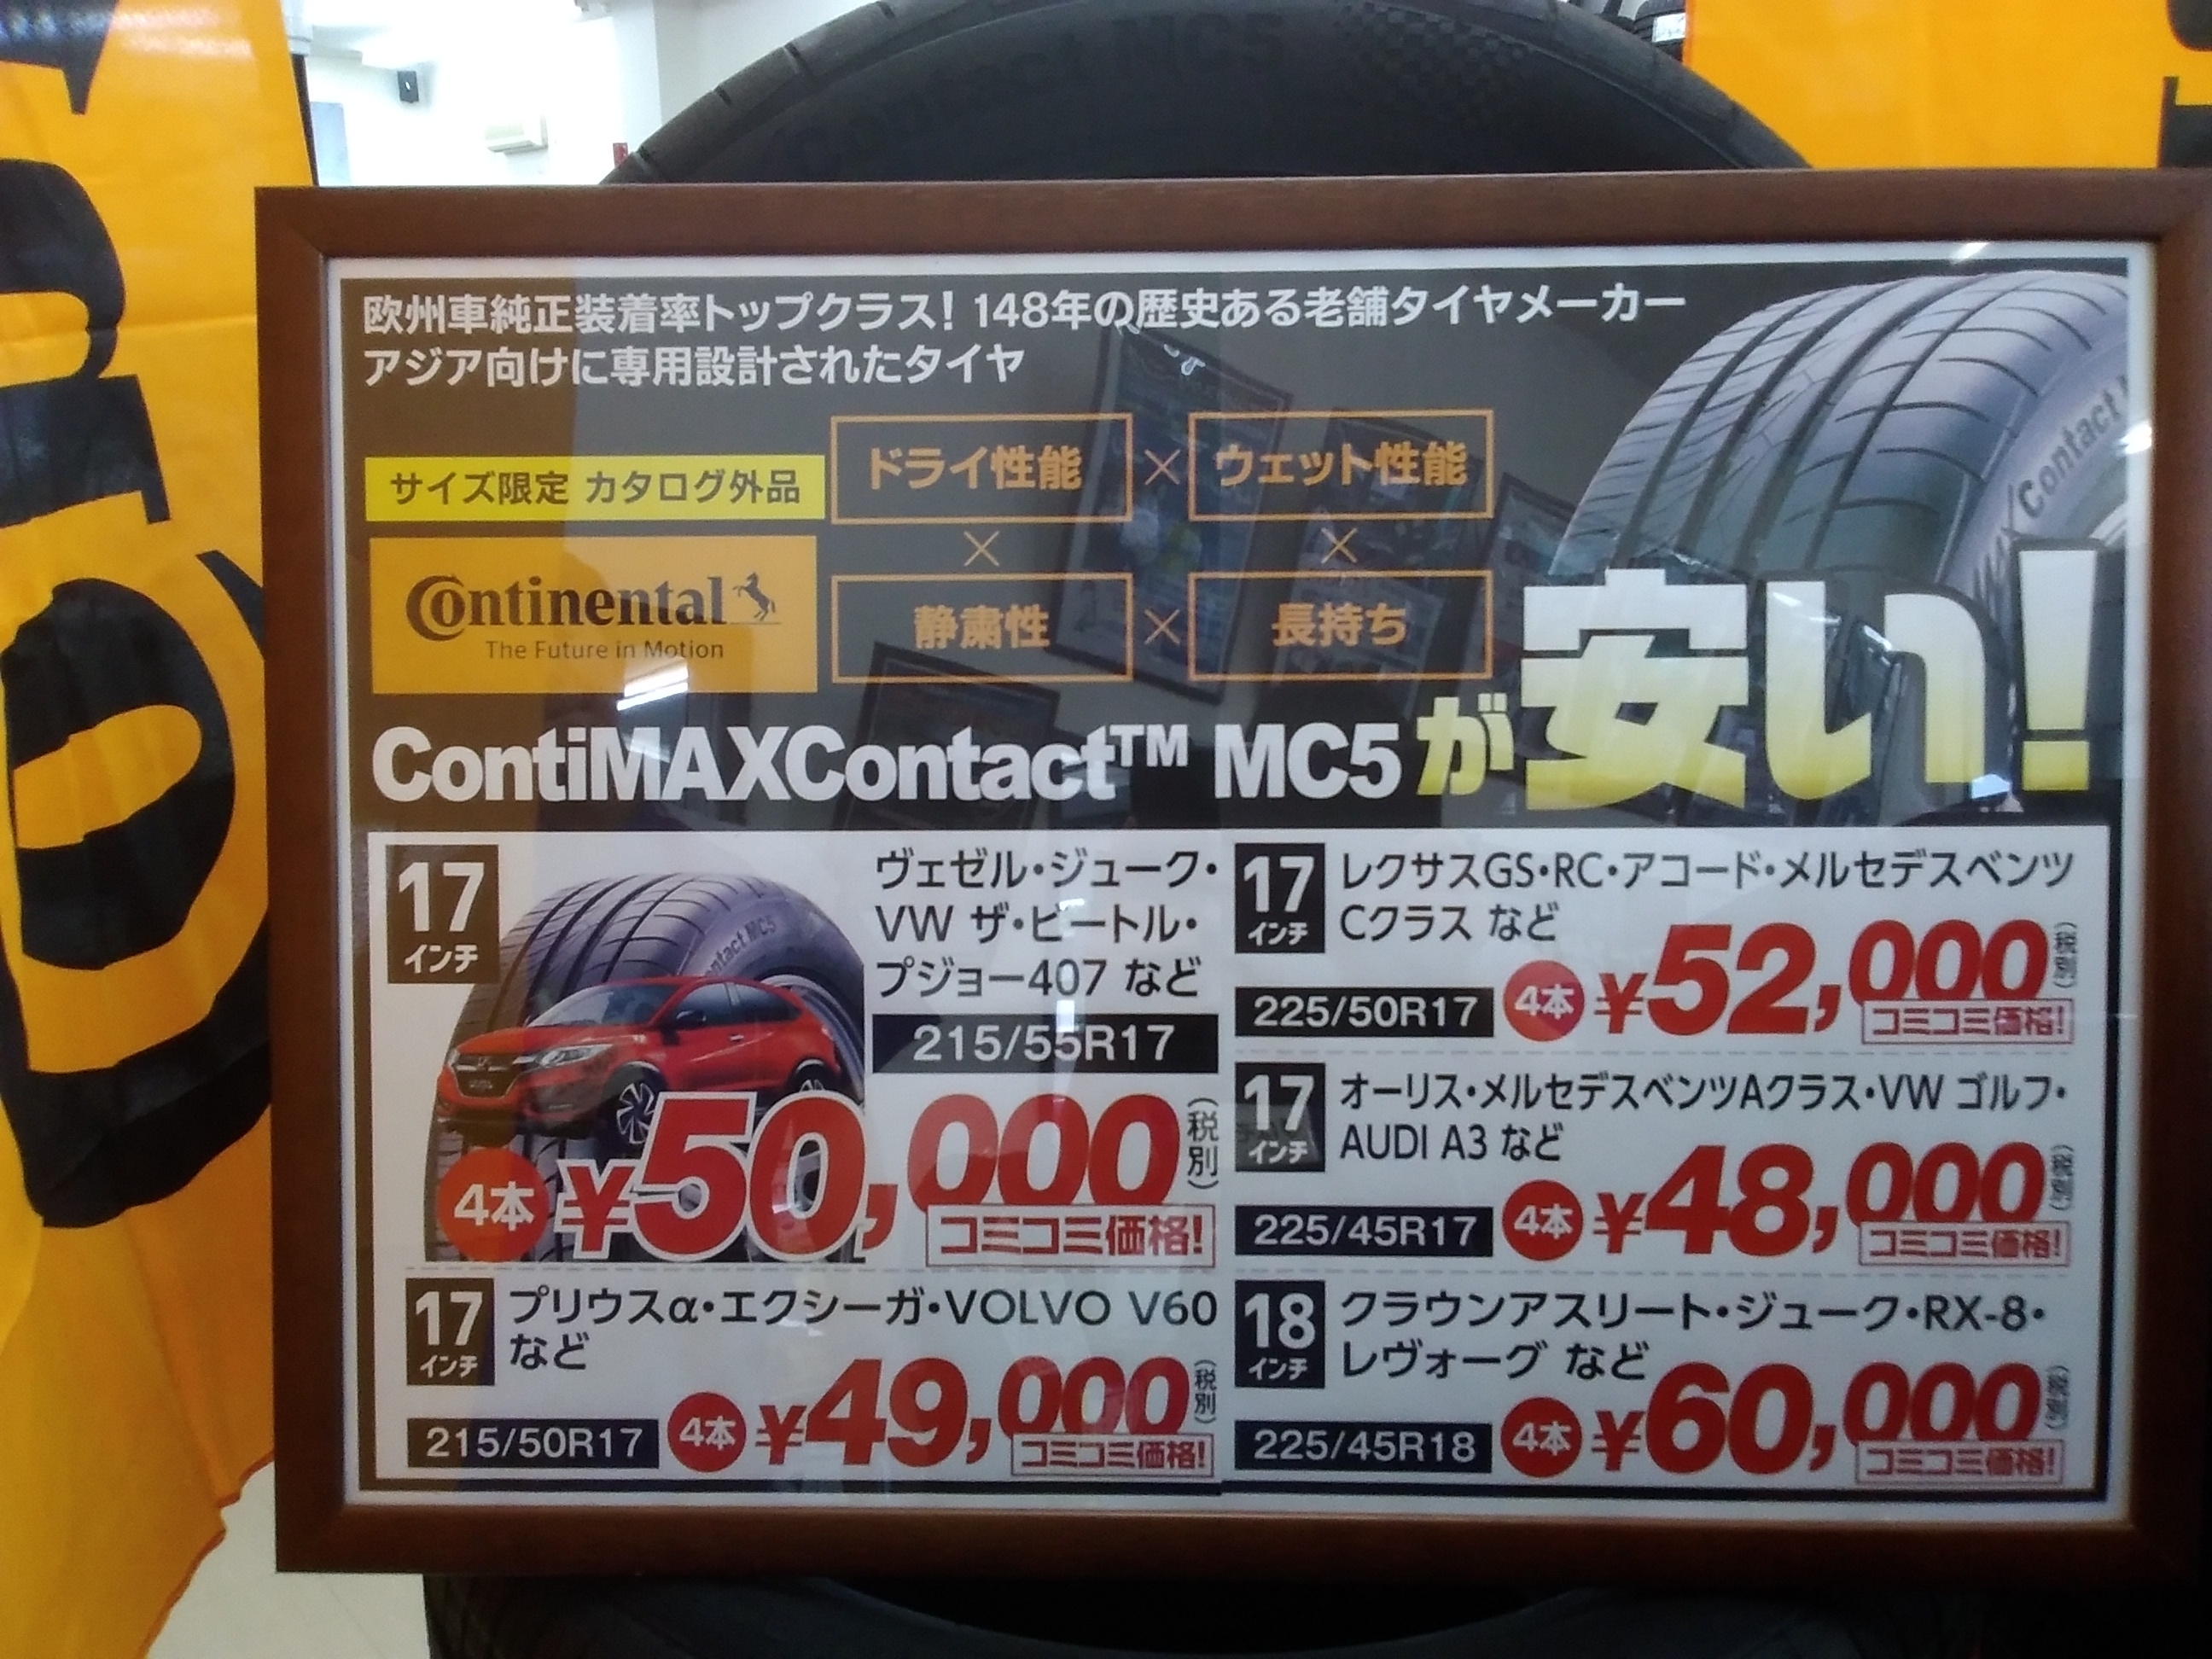 欧州車純正装着率トップクラス！148年の歴史ある老舗タイヤメーカー
アジア向けに専用設計されたタイヤ
サイズ限定 カタログ外品
ドライ性能 × ウェット性能
× ×
静粛性 × 長持ち
Continental
The Future in Motion
ContiMAXContact™ MC5が安い!
17インチ
ヴェゼル・ジューク・
VW ザ・ビートル・
プジョー407 など
215/55R17
4本 ¥50,000(税別)
コミコミ価格!
17インチ
プリウスα・エクシーガ・VOLVO V60
など
215/50R17 4本 ¥49,000(税別)
コミコミ価格!
17インチ
レクサスGS・RC・アコード・メルセデスベンツ
Cクラス など
225/50R17 4本 ¥52,000(税別)
コミコミ価格!
17インチ
オーリス・メルセデスベンツAクラス・VW ゴルフ・
AUDI A3 など
225/45R17 4本 ¥48,000(税別)
コミコミ価格!
18インチ
クラウンアスリート・ジューク・RX-8・
レヴォーグ など
225/45R18 4本 ¥60,000(税別)
コミコミ価格!